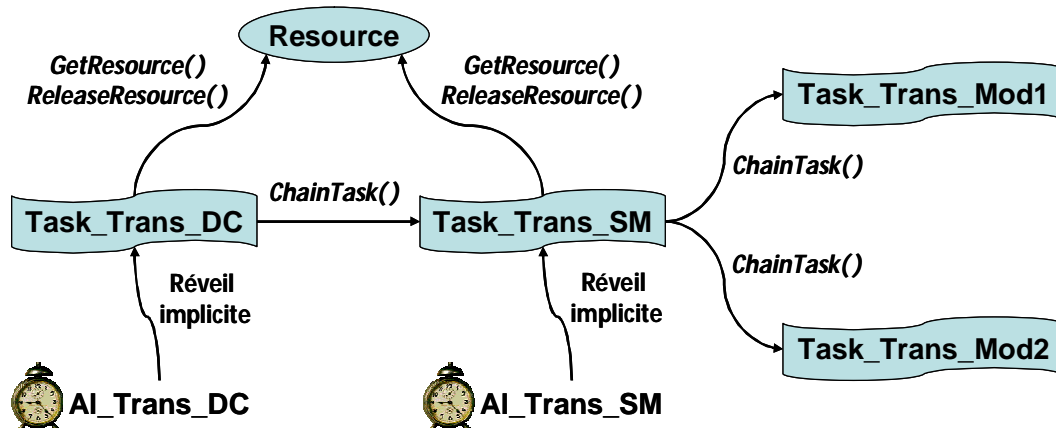 Resource
GetResource()
ReleaseResource()
GetResource()
ReleaseResource()
Task_Trans_Mod1
ChainTask()
ChainTask()
Task_Trans_DC
Task_Trans_SM
ChainTask()
Réveil
implicite
Réveil
implicite
Task_Trans_Mod2
Al_Trans_DC
Al_Trans_SM